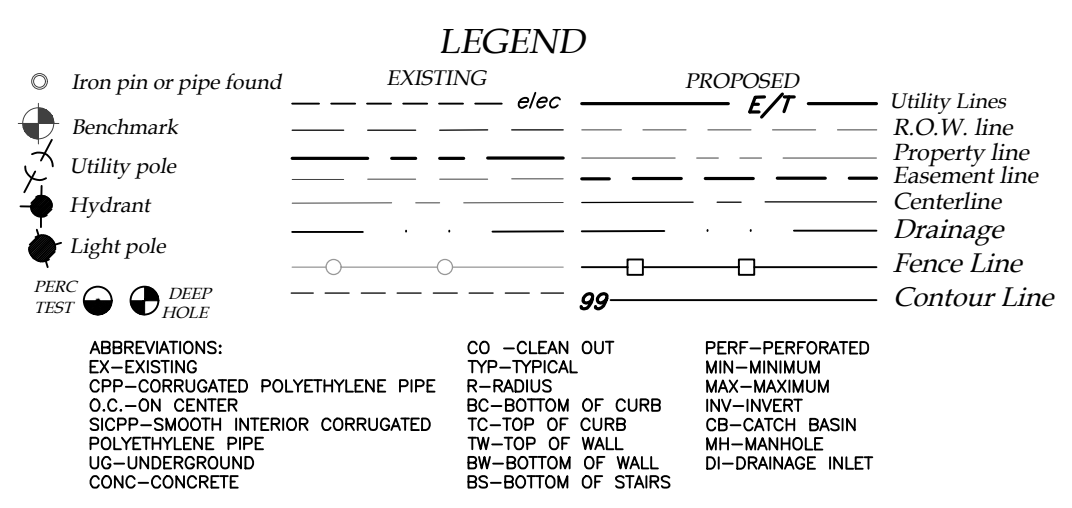 LEGEND
EXISTING PROPOSED
Iron pin or pipe found
Benchmark
Utility pole
Hydrant
Light pole
PERC
TEST
DEEP
HOLE
elec E/T Utility Lines
R.O.W. line
Property line
Easement line
Centerline
Drainage
Fence Line
99 Contour Line
ABBREVIATIONS:
EX-EXISTING
CPP-CORRUGATED POLYETHYLENE PIPE
O.C.-ON CENTER
SICPP-SMOOTH INTERIOR CORRUGATED
POLYETHYLENE PIPE
UG-UNDERGROUND
CONC-CONCRETE
CO -CLEAN OUT
TYP-TYPICAL
R-RADIUS
BC-BOTTOM OF CURB
TC-TOP OF CURB
TW-TOP OF WALL
BW-BOTTOM OF WALL
BS-BOTTOM OF STAIRS
PERF-PERFORATED
MIN-MINIMUM
MAX-MAXIMUM
INV-INVERT
CB-CATCH BASIN
MH-MANHOLE
DI-DRAINAGE INLET